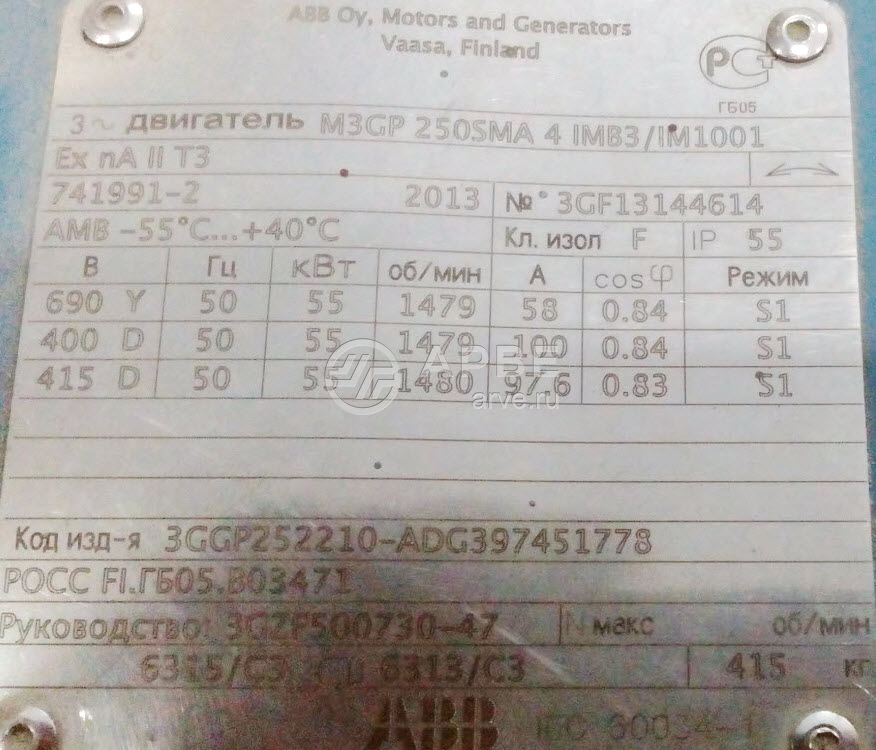 ABB Oy, Motors and Generators
Vaasa, Finland
РСТ
ГБ05
3 ~ двигатель M3GP 250SMA 4 IMB3/IM1001
Ex nA II T3
741991-2 2013 № 3GF13144614
AMB -55°C...+40°C Кл. изол F IP 55
В Гц кВт об/мин А cosφ Режим
690 Y 50 55 1479 58 0.84 S1
400 D 50 55 1479 100 0.84 S1
415 D 50 55 1480 97.6 0.83 S1
АРВЕ
arve.ru
Код изд-я 3GGP252210-ADG397451778
РОСС FI.ГБ05.В03471
Руководство: 3GZF500730-47 N макс об/мин
6315/C3 6313/C3 415 кг
ABB IEC 60034-1